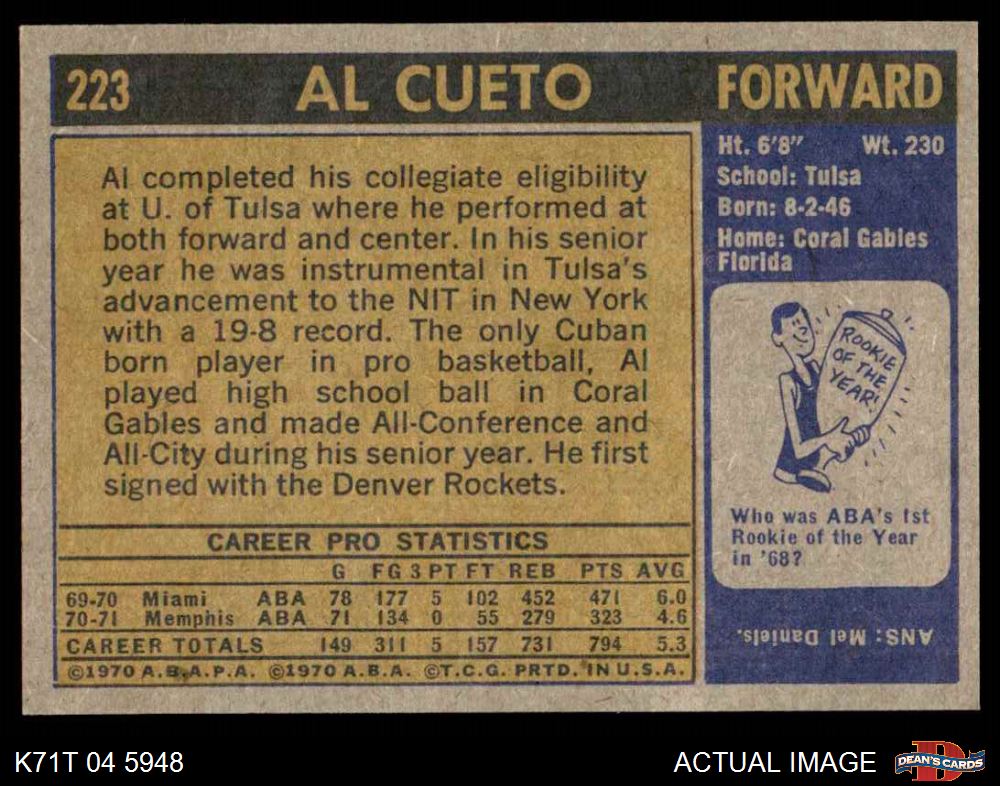 223 AL CUETO FORWARD
Al completed his collegiate eligibility
at U. of Tulsa where he performed at
both forward and center. In his senior
year he was instrumental in Tulsa's
advancement to the NIT in New York
with a 19-8 record. The only Cuban
born player in pro basketball, Al
played high school ball in Coral
Gables and made All-Conference and
All-City during his senior year. He first
signed with the Denver Rockets.
CAREER PRO STATISTICS
G FG 3 PT FT REB PTS AVG
69-70 Miami ABA 78 177 5 102 452 471 6.0
70-71 Memphis ABA 71 134 0 55 279 323 4.6
CAREER TOTALS 149 311 5 157 731 794 5.3
©1970 A.B.A.P.A. ©1970 A.B.A. ©T.C.G. PRTD. IN U.S.A.
Ht. 6'8" Wt. 230
School: Tulsa
Born: 8-2-46
Home: Coral Gables
Florida
ROOKIE
OF THE
YEAR!
Who was ABA's 1st
Rookie of the Year
in '68?
ANS: Mel Daniels.
K71T 04 5948
ACTUAL IMAGE
D
DEAN'S CARDS